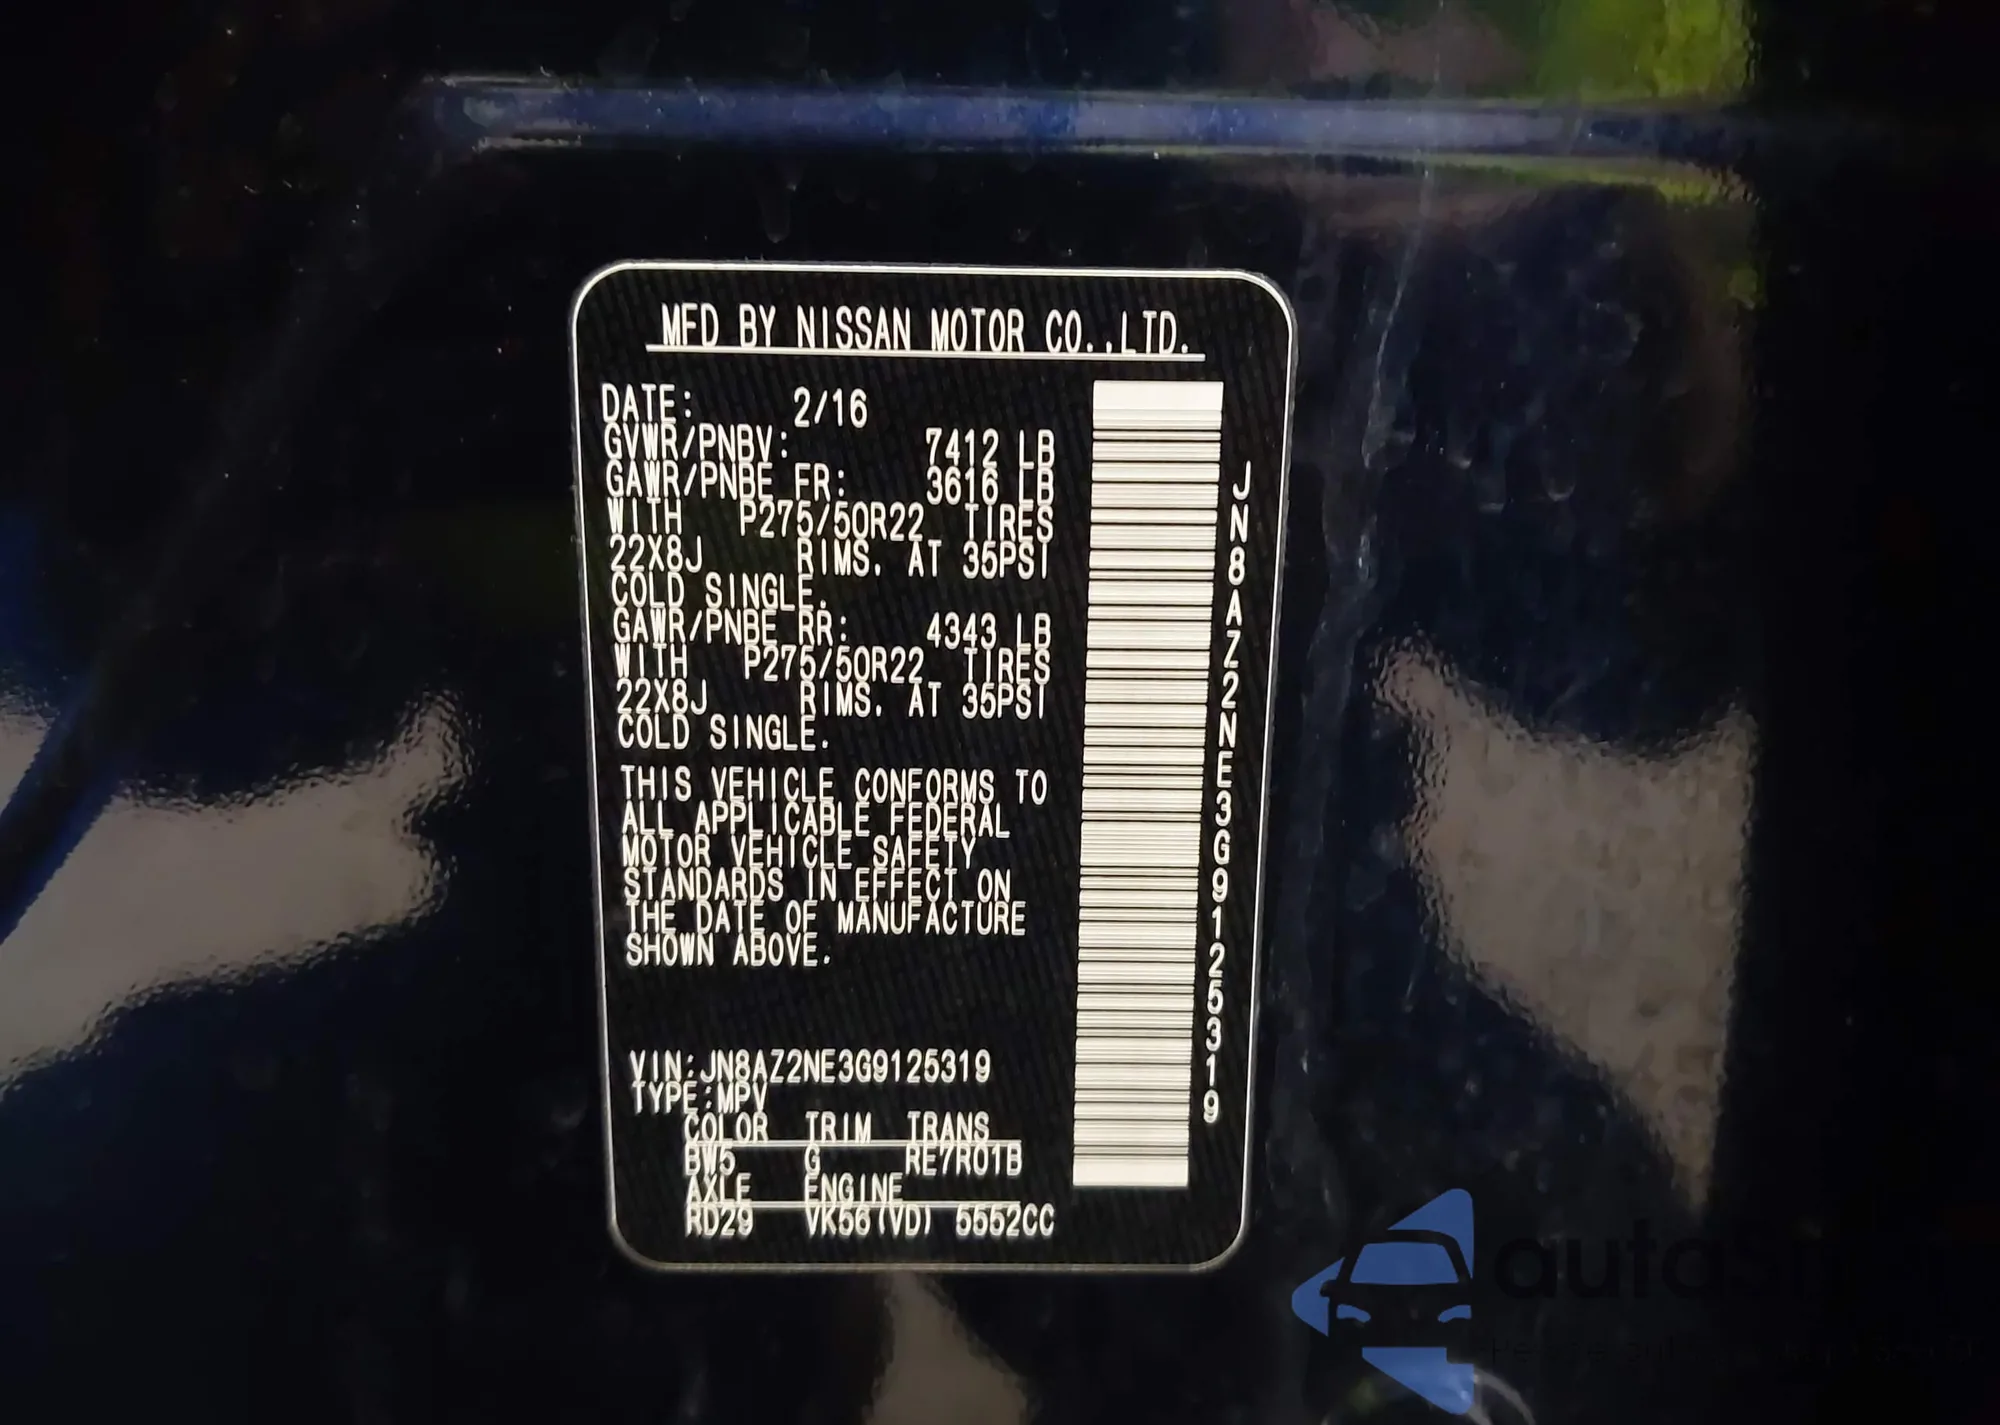 MFD BY NISSAN MOTOR CO.,LTD.
DATE: 2/16
GVWR/PNBV: 7412 LB
GAWR/PNBE FR: 3616 LB
WITH P275/50R22 TIRES
22X8J RIMS. AT 35PSI
COLD SINGLE.
GAWR/PNBE RR: 4343 LB
WITH P275/50R22 TIRES
22X8J RIMS. AT 35PSI
COLD SINGLE.
THIS VEHICLE CONFORMS TO
ALL APPLICABLE FEDERAL
MOTOR VEHICLE SAFETY
STANDARDS IN EFFECT ON
THE DATE OF MANUFACTURE
SHOWN ABOVE.
VIN:JN8AZ2NE3G9125319
TYPE:MPV
COLOR TRIM TRANS
BW5 G RE7R01B
AXLE ENGINE
RD29 VK56(VD) 5552CC
JN8AZ2NE3G9125319